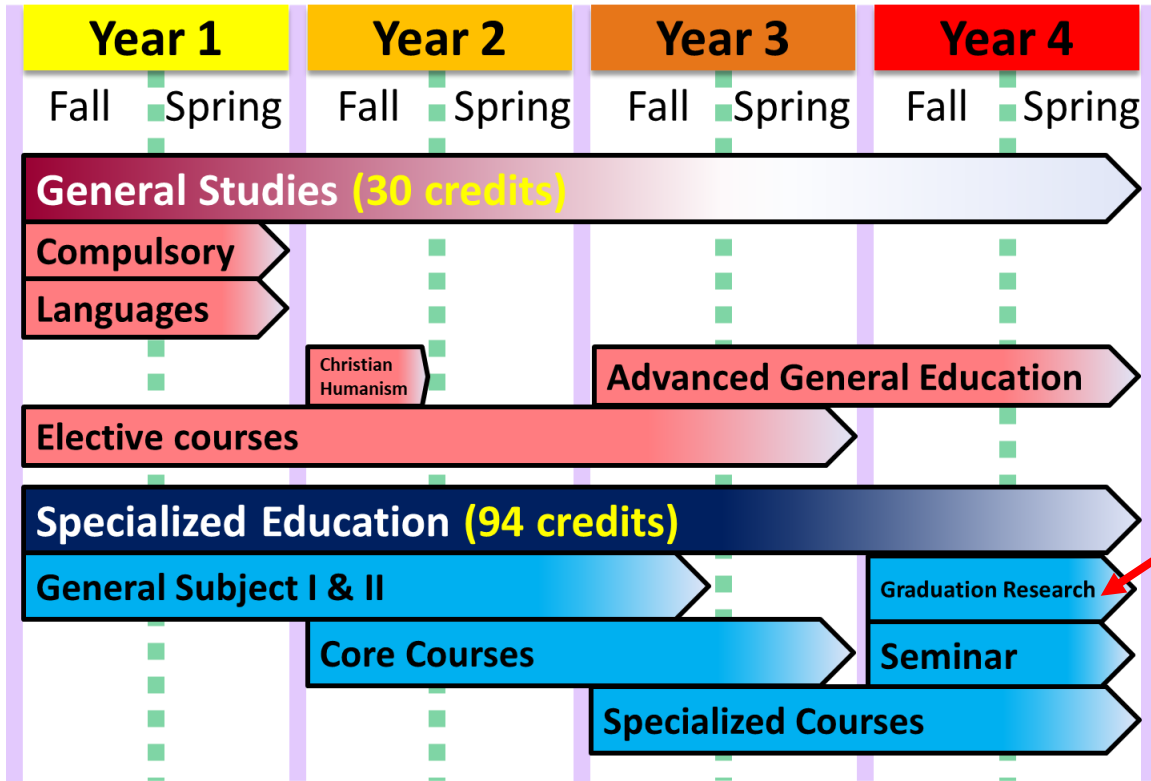 Year 1 Year 2 Year 3 Year 4
Fall Spring Fall Spring Fall Spring Fall Spring
General Studies (30 credits)
Compulsory
Languages
Christian
Humanism
Advanced General Education
Elective courses
Specialized Education (94 credits)
General Subject I & II
Graduation Research
Core Courses
Seminar
Specialized Courses